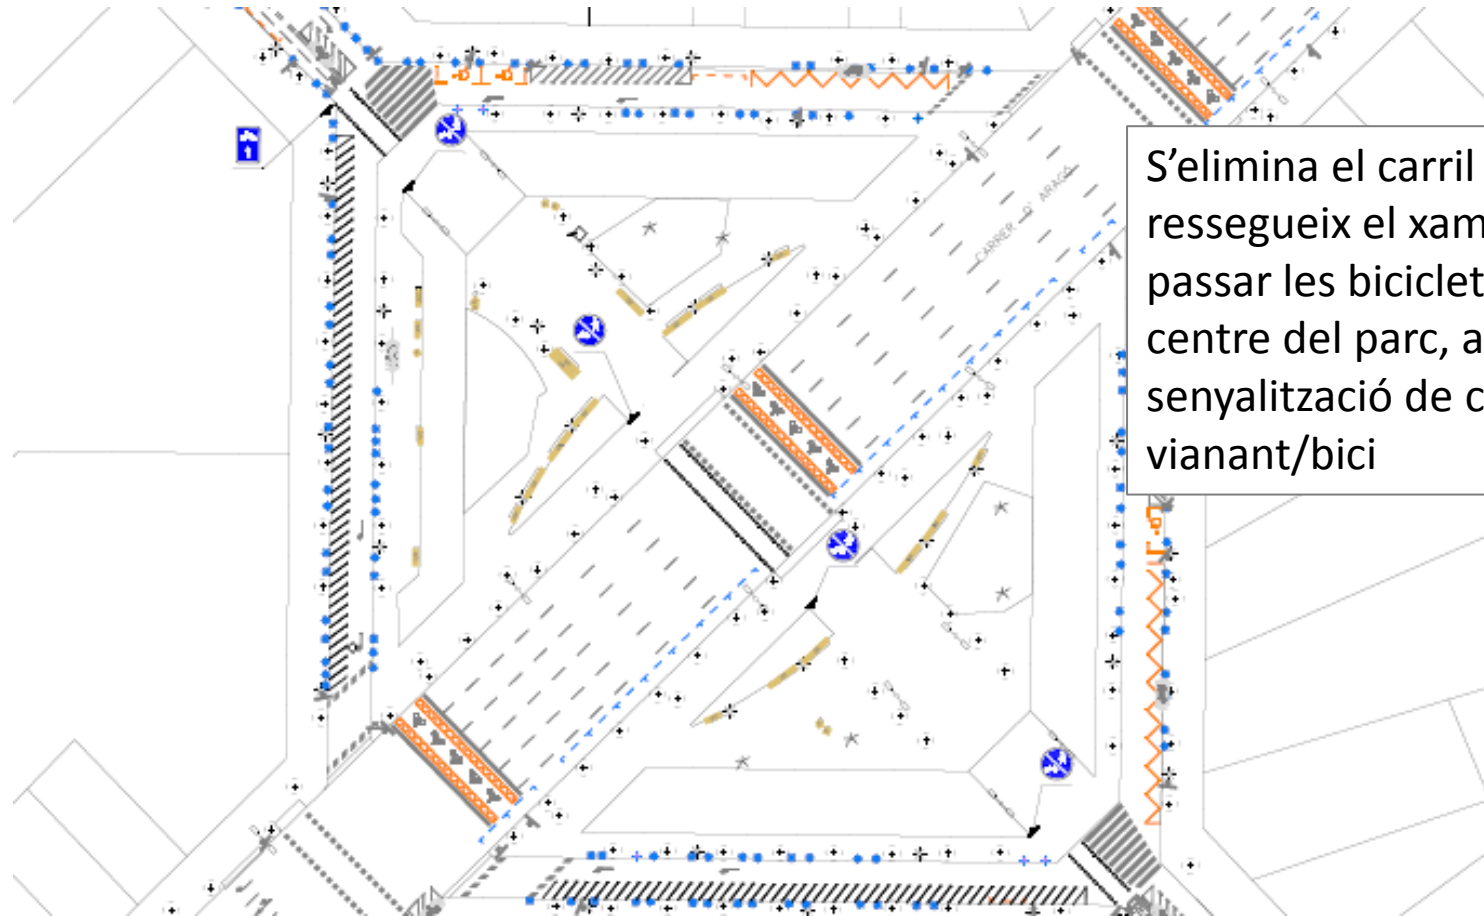 S’elimina el carril
ressegueix el xam
passar les biciclet
centre del parc, a
senyalització de c
vianant/bici
CARRER D' ARAGÓ